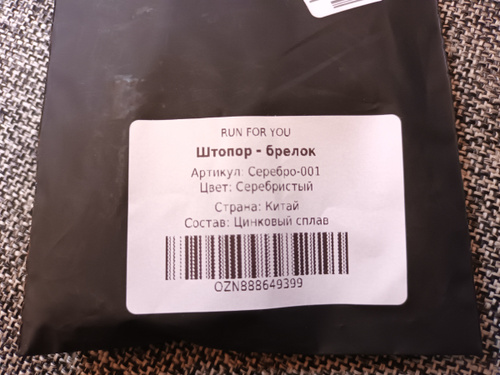 RUN FOR YOU
Штопор - брелок
Артикул: Серебро-001
Цвет: Серебристый
Страна: Китай
Состав: Цинковый сплав
OZN888649399